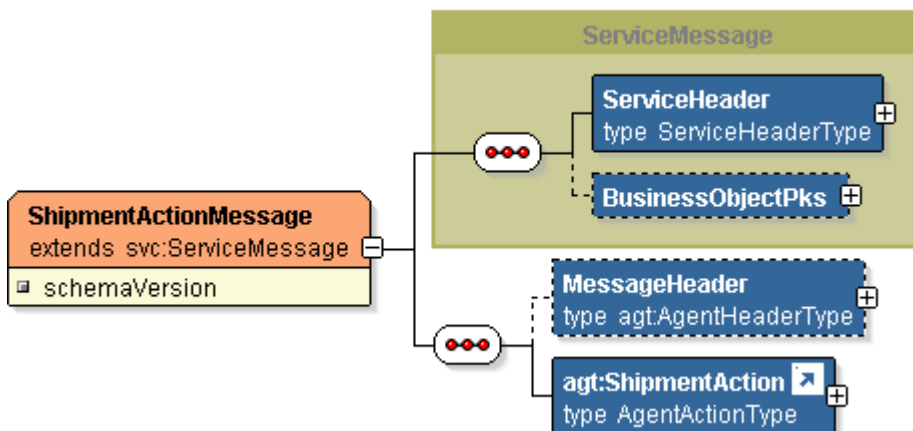 ServiceMessage
ServiceHeader
type ServiceHeaderType
BusinessObjectPks
ShipmentActionMessage
extends svc:ServiceMessage
schemaVersion
MessageHeader
type agt:AgentHeaderType
agt:ShipmentAction
type AgentActionType